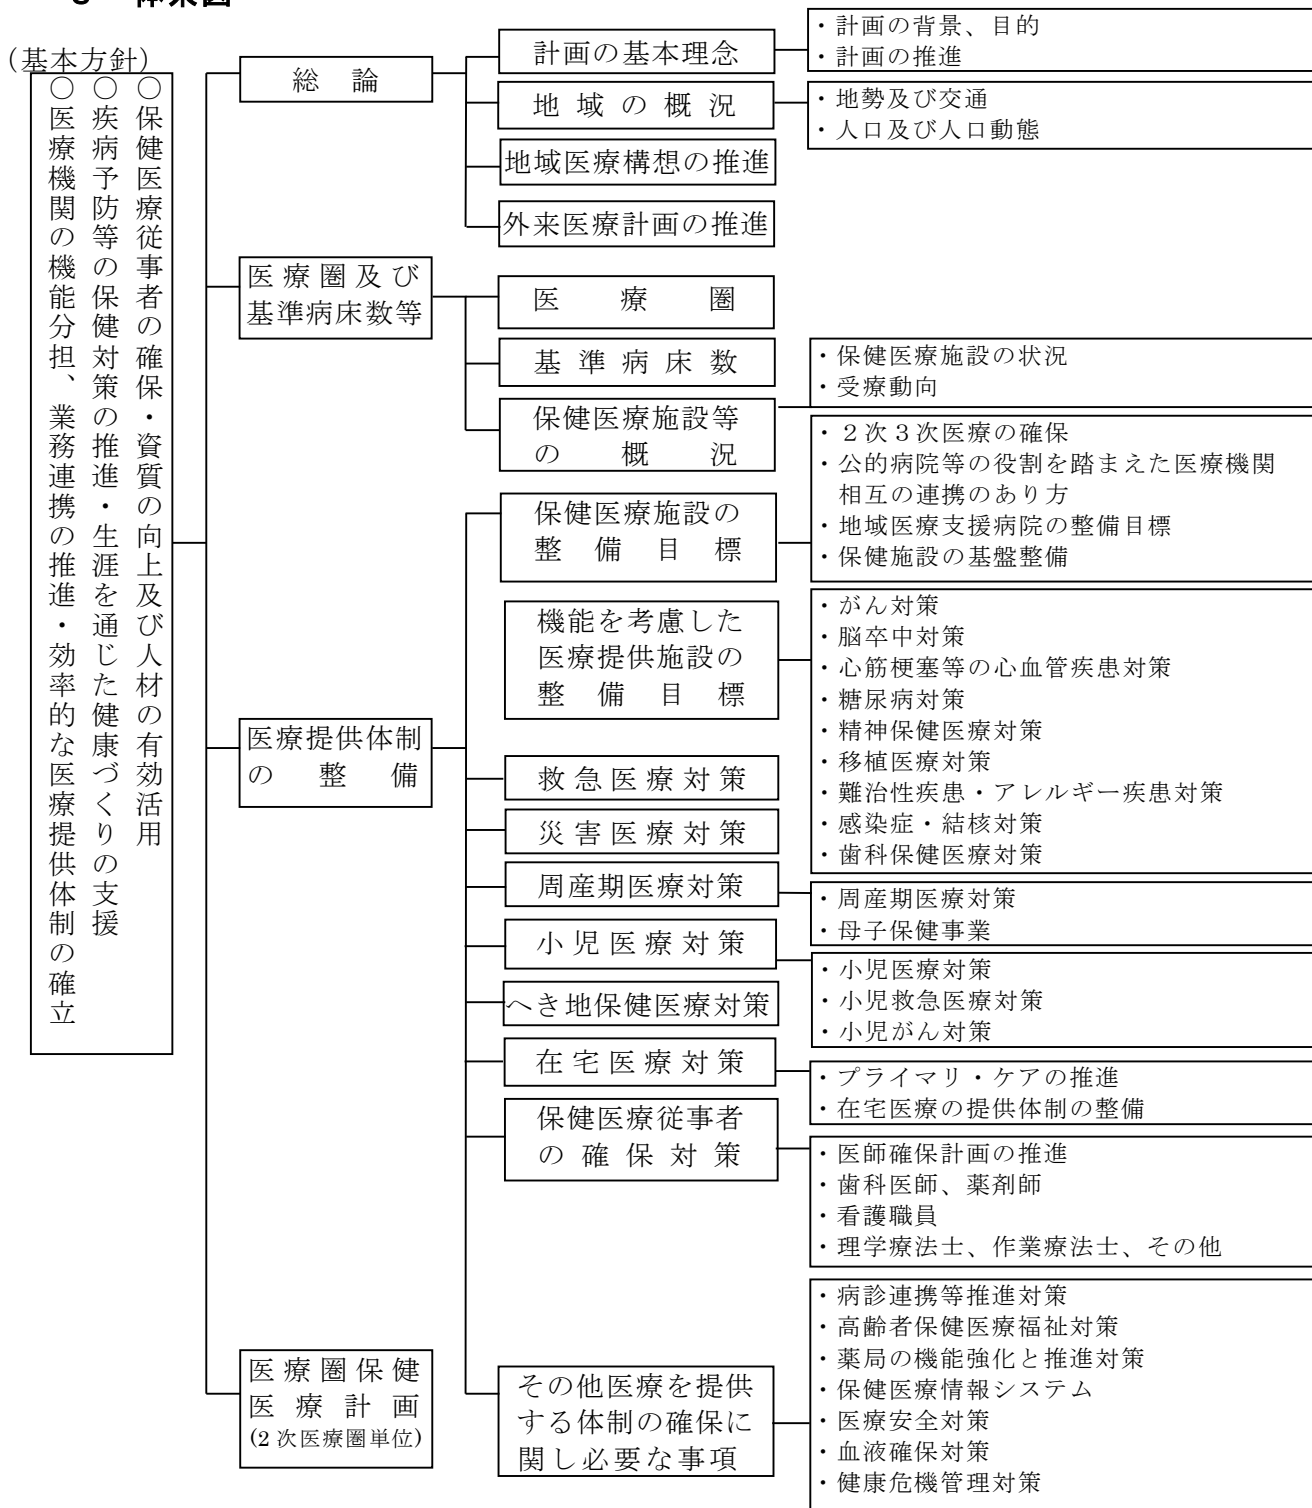 (基本方針)
○保健医療従事者の確保・資質の向上及び人材の有効活用
○疾病予防等の保健対策の推進・生涯を通じた健康づくりの支援
○医療機関の機能分担、業務連携の推進・効率的な医療提供体制の確立
総論
計画の基本理念
・計画の背景、目的
・計画の推進
地域の概況
・地勢及び交通
・人口及び人口動態
地域医療構想の推進
外来医療計画の推進
医療圏及び
基準病床数等
医療圏
基準病床数
保健医療施設等
の概況
・保健医療施設の状況
・受療動向
医療提供体制
の整備
保健医療施設の
整備目標
・2次3次医療の確保
・公的病院等の役割を踏まえた医療機関
相互の連携のあり方
・地域医療支援病院の整備目標
・保健施設の基盤整備
機能を考慮した
医療提供施設の
整備目標
・がん対策
・脳卒中対策
・心筋梗塞等の心血管疾患対策
・糖尿病対策
・精神保健医療対策
・移植医療対策
・難治性疾患・アレルギー疾患対策
・感染症・結核対策
・歯科保健医療対策
救急医療対策
災害医療対策
周産期医療対策
・周産期医療対策
・母子保健事業
小児医療対策
・小児医療対策
・小児救急医療対策
・小児がん対策
へき地保健医療対策
在宅医療対策
・プライマリ・ケアの推進
・在宅医療の提供体制の整備
保健医療従事者
の確保対策
・医師確保計画の推進
・歯科医師、薬剤師
・看護職員
・理学療法士、作業療法士、その他
その他医療を提供
する体制の確保に
関し必要な事項
・病診連携等推進対策
・高齢者保健医療福祉対策
・薬局の機能強化と推進対策
・保健医療情報システム
・医療安全対策
・血液確保対策
・健康危機管理対策
医療圏保健
医療計画
(2次医療圏単位)